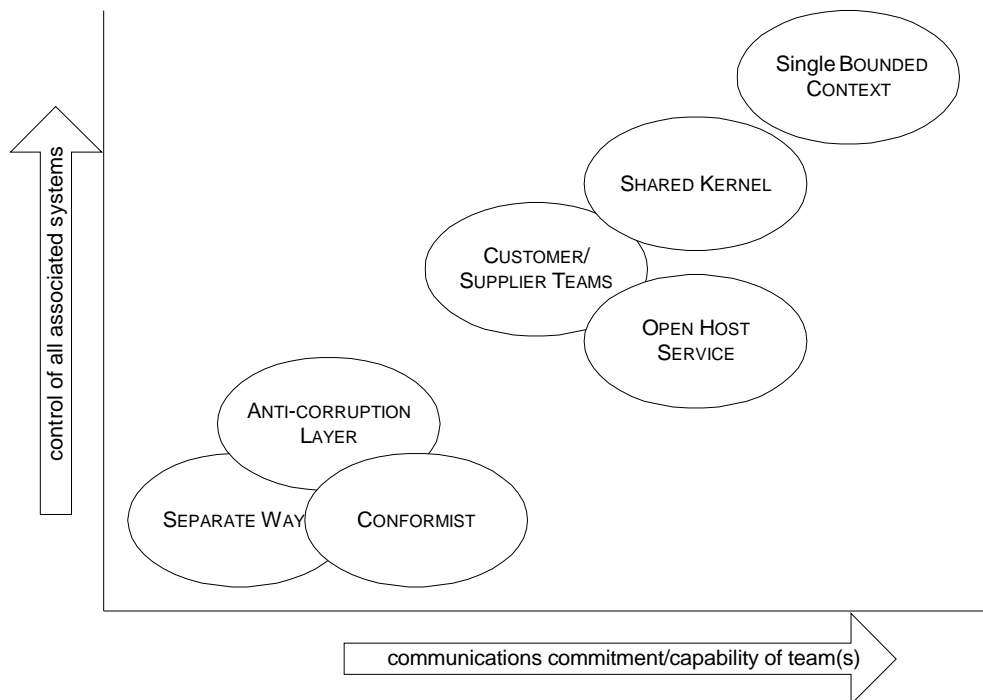 Single BOUNDED
CONTEXT
SHARED KERNEL
CUSTOMER/
SUPPLIER TEAMS
OPEN HOST
SERVICE
ANTI-CORRUPTION
LAYER
SEPARATE WAY
CONFORMIST
control of all associated systems
communications commitment/capability of team(s)